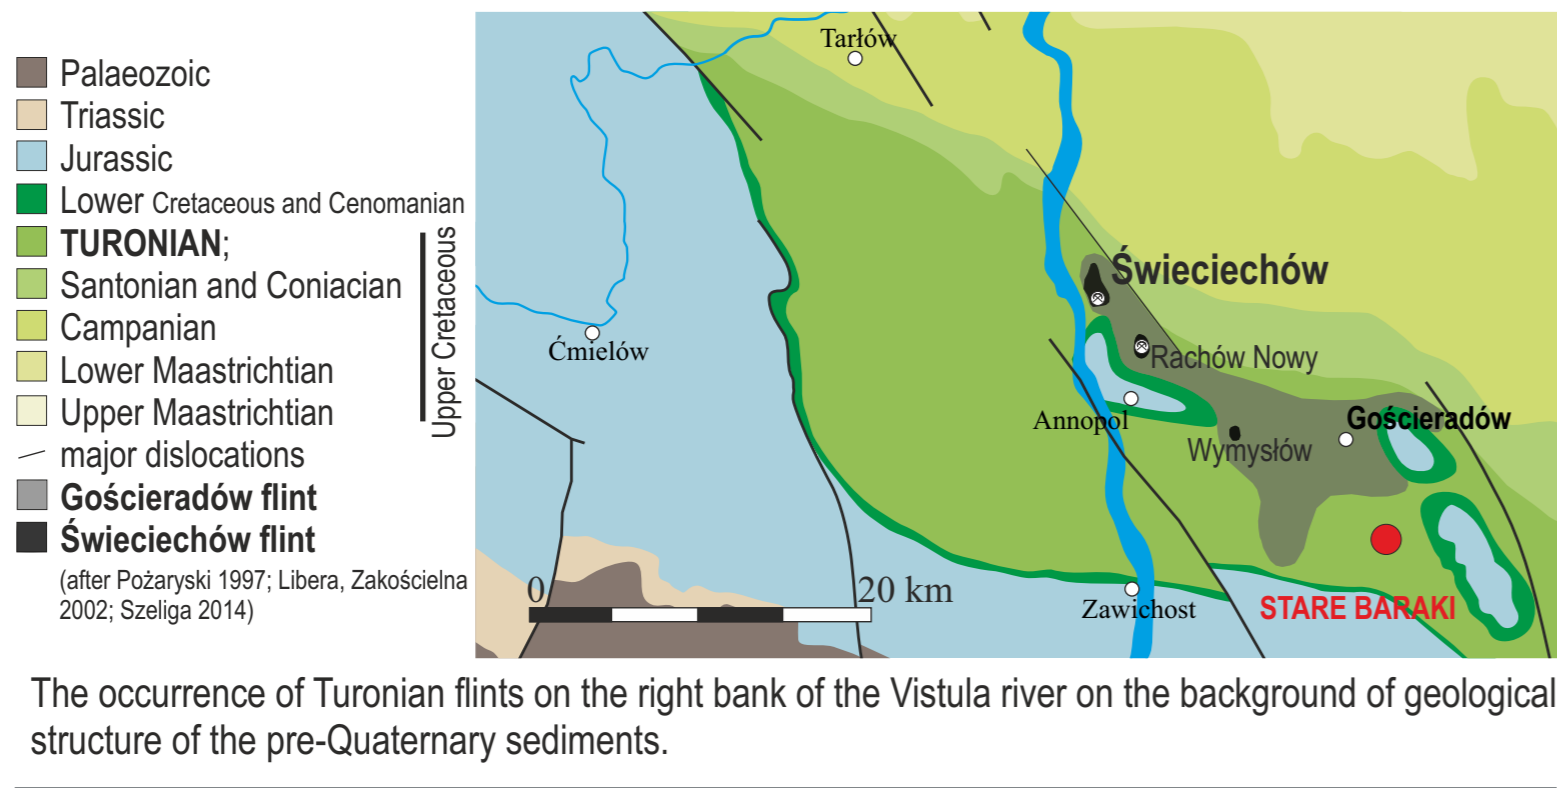 Palaeozoic
Triassic
Jurassic
Lower Cretaceous and Cenomanian
TURONIAN;
Santonian and Coniacian
Campanian
Lower Maastrichtian
Upper Maastrichtian
Upper Cretaceous
major dislocations
Gościeradów flint
Świeciechów flint
(after Pożaryski 1997; Libera, Zakościelna
2002; Szeliga 2014)
Tarłów
Świeciechów
Ćmielów
Rachów Nowy
Annopol
Gościeradów
Wymysłów
0
20 km
Zawichost
STARE BARAKI
The occurrence of Turonian flints on the right bank of the Vistula river on the background of geological
structure of the pre-Quaternary sediments.